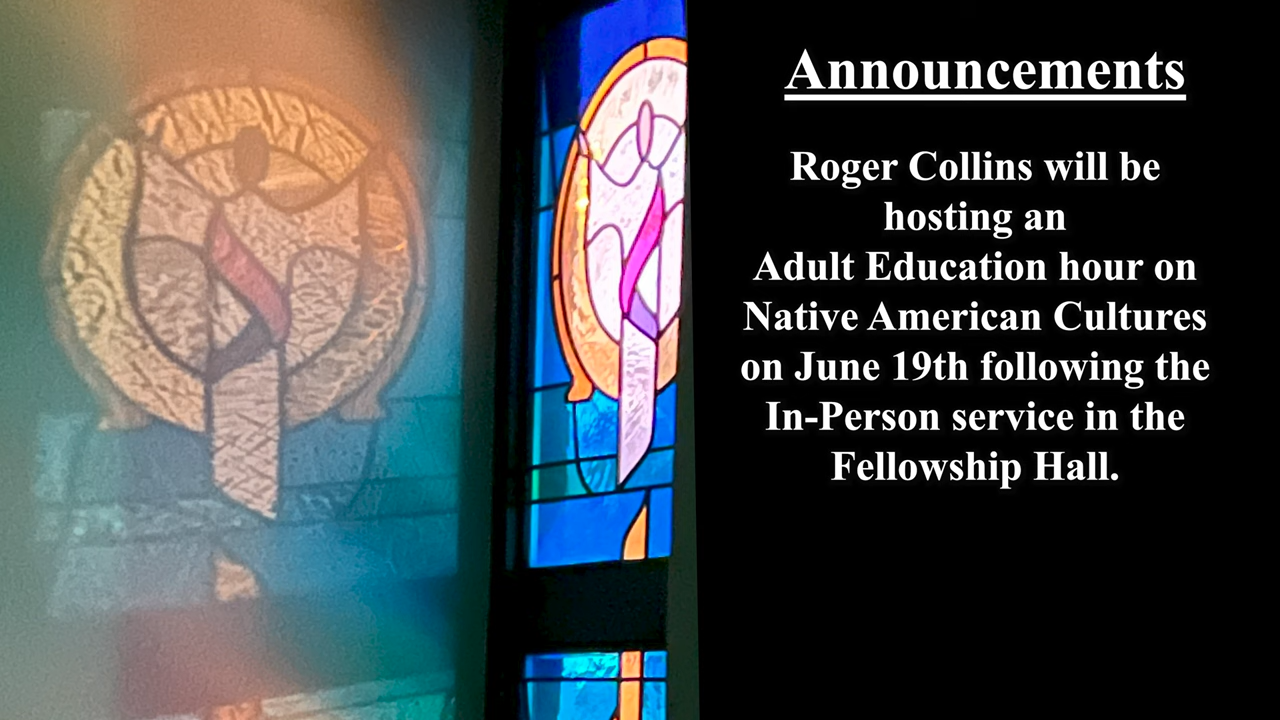 Announcements
Roger Collins will be
hosting an
Adult Education hour on
Native American Cultures
on June 19th following the
In-Person service in the
Fellowship Hall.